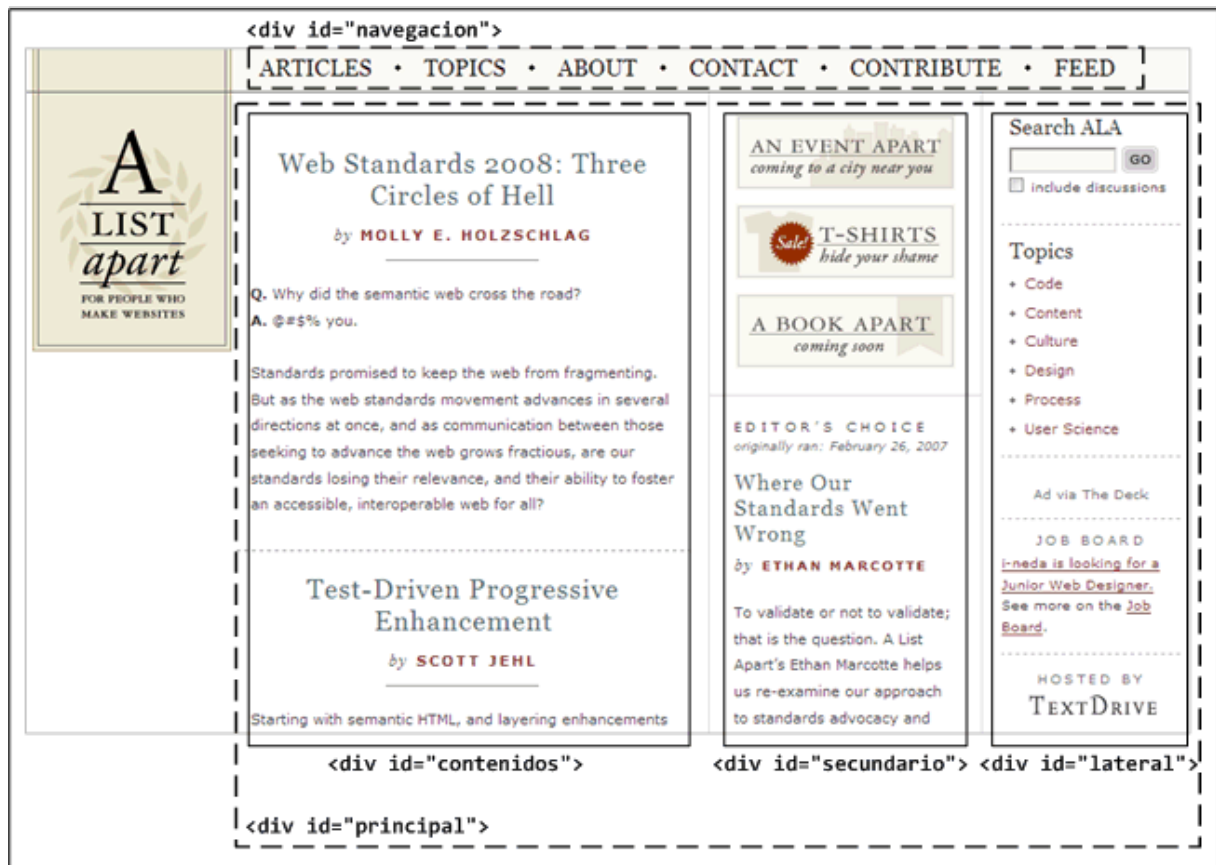 <div id="navegacion">
ARTICLES • TOPICS • ABOUT • CONTACT • CONTRIBUTE • FEED
A
LIST
apart
FOR PEOPLE WHO
MAKE WEBSITES
Web Standards 2008: Three
Circles of Hell
by MOLLY E. HOLZSCHLAG
Q. Why did the semantic web cross the road?
A. @#$% you.
Standards promised to keep the web from fragmenting.
But as the web standards movement advances in several
directions at once, and as communication between those
seeking to advance the web grows fractious, are our
standards losing their relevance, and their ability to foster
an accessible, interoperable web for all?
Test-Driven Progressive
Enhancement
by SCOTT JEHL
Starting with semantic HTML, and layering enhancements
<div id="contenidos">
AN EVENT APART
coming to a city near you
Sale!
T-SHIRTS
hide your shame
A BOOK APART
coming soon
EDITOR'S CHOICE
originally ran: February 26, 2007
Where Our
Standards Went
Wrong
by ETHAN MARCOTTE
To validate or not to validate;
that is the question. A List
Apart's Ethan Marcotte helps
us re-examine our approach
to standards advocacy and
<div id="secundario">
Search ALA
GO
include discussions
Topics
+ Code
+ Content
+ Culture
+ Design
+ Process
+ User Science
Ad via The Deck
JOB BOARD
i-neda is looking for a
Junior Web Designer.
See more on the Job
Board.
HOSTED BY
TEXTDRIVE
<div id="lateral">
<div id="principal">